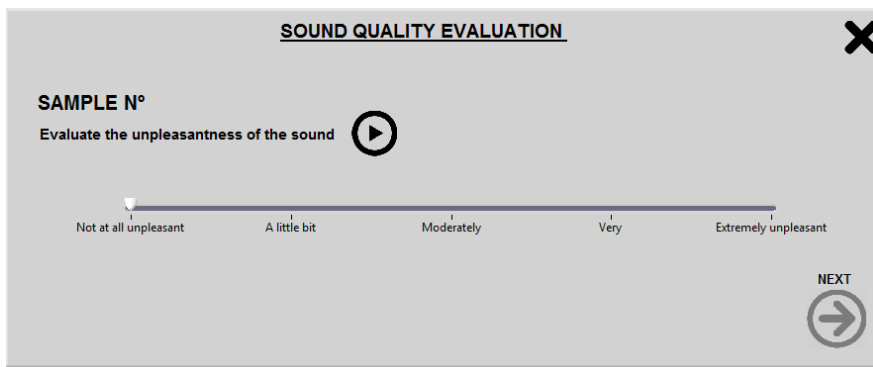 SOUND QUALITY EVALUATION
SAMPLE Nº
Evaluate the unpleasantness of the sound
Not at all unpleasant A little bit Moderately Very Extremely unpleasant
NEXT